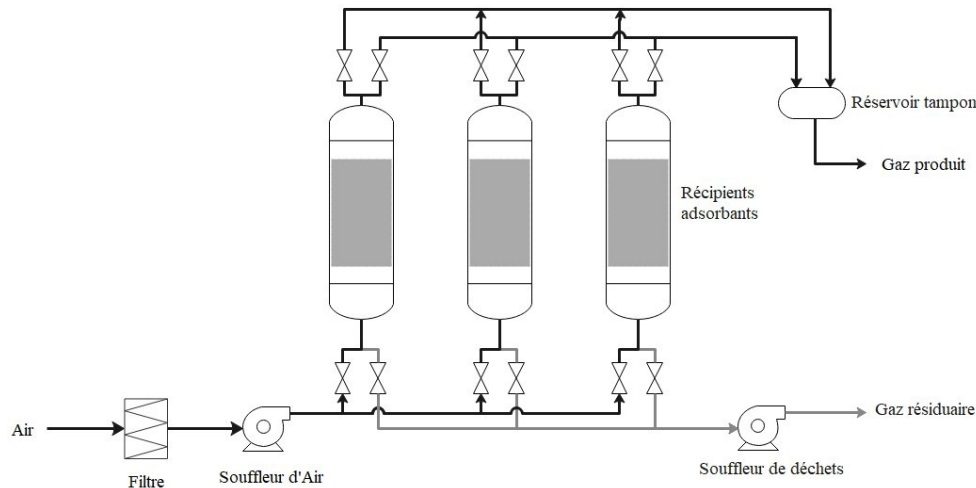 Réservoir tampon
Gaz produit
Récipients
adsorbants
Air
Filtre
Souffleur d'Air
Souffleur de déchets
Gaz résiduaire